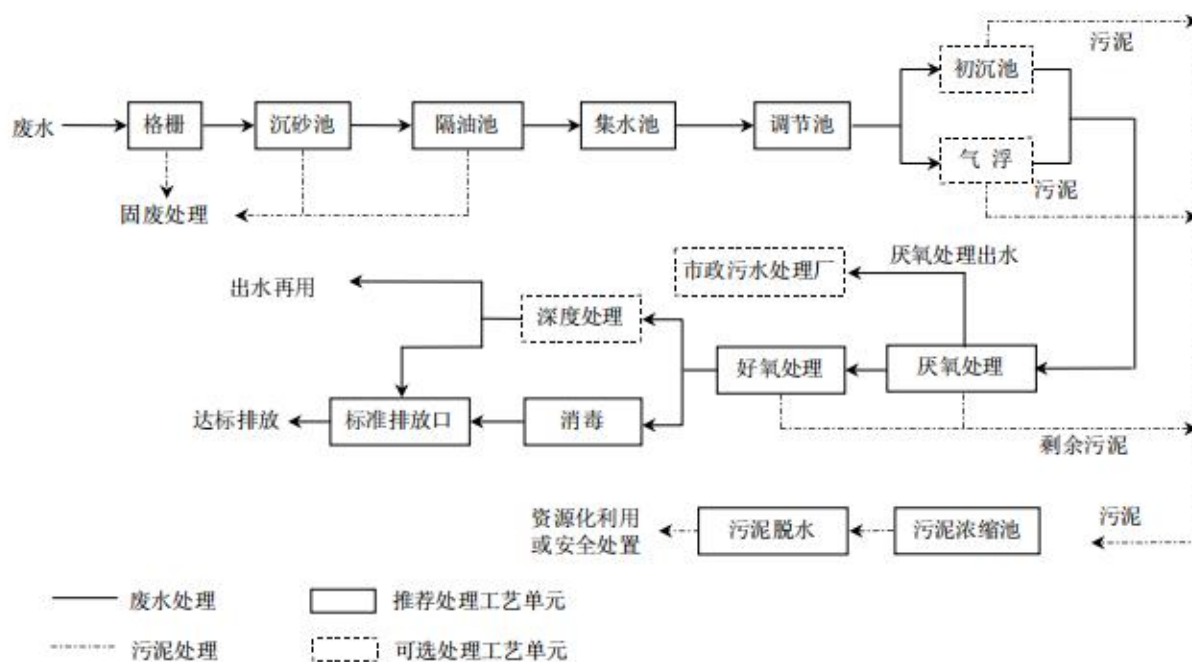 污泥
初沉池
废水
格栅
沉砂池
隔油池
集水池
调节池
气浮
污泥
固废处理
厌氧处理出水
市政污水处理厂
出水再用
深度处理
好氧处理
厌氧处理
达标排放
标准排放口
消毒
剩余污泥
资源化利用
或安全处置
污泥脱水
污泥浓缩池
污泥
废水处理
推荐处理工艺单元
污泥处理
可选处理工艺单元